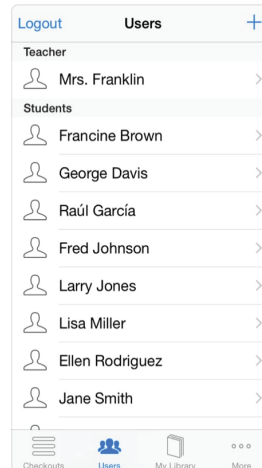 Logout Users +
Teacher
Mrs. Franklin
Students
Francine Brown
George Davis
Raúl García
Fred Johnson
Larry Jones
Lisa Miller
Ellen Rodriguez
Jane Smith
Checkouts Users My Library More